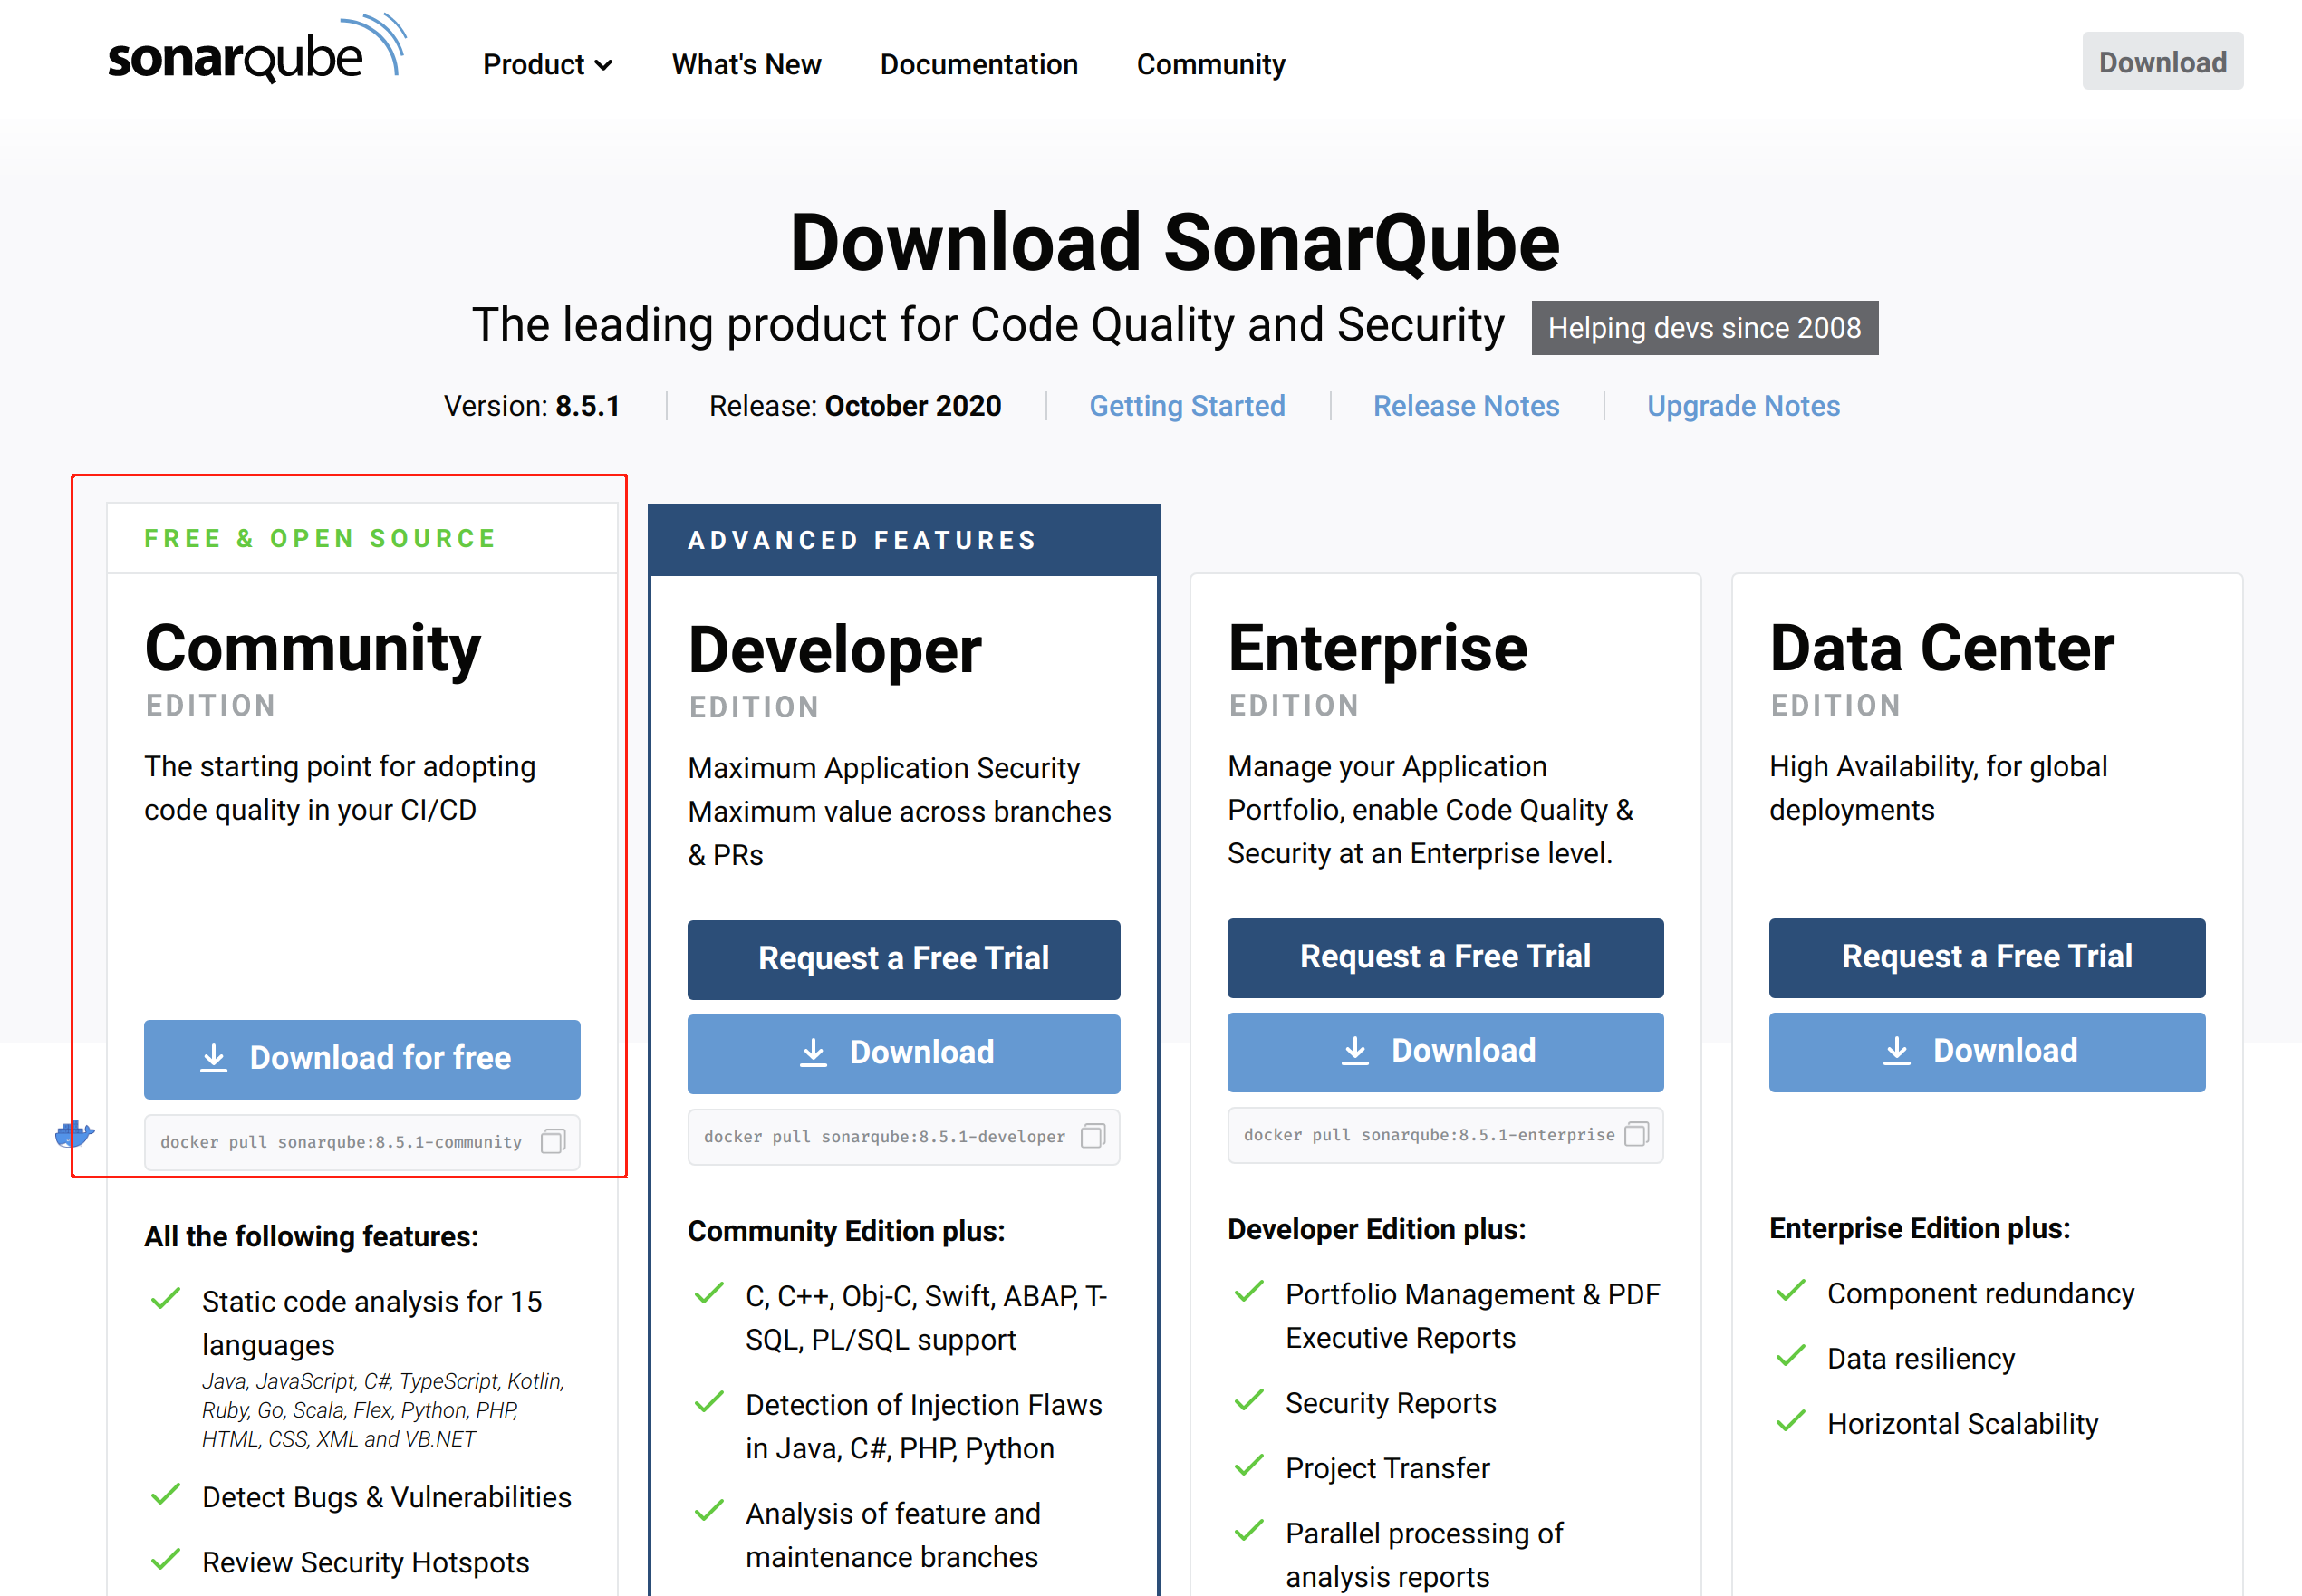 sonarqube
Product
What's New
Documentation
Community
Download
Download SonarQube
The leading product for Code Quality and Security
Helping devs since 2008
Version: 8.5.1
Release: October 2020
Getting Started
Release Notes
Upgrade Notes
FREE & OPEN SOURCE
Community
EDITION
The starting point for adopting
code quality in your CI/CD
Download for free
docker pull sonarqube:8.5.1-community
All the following features:
Static code analysis for 15
languages
Java, JavaScript, C#, TypeScript, Kotlin,
Ruby, Go, Scala, Flex, Python, PHP,
HTML, CSS, XML and VB.NET
Detect Bugs & Vulnerabilities
Review Security Hotspots
ADVANCED FEATURES
Developer
EDITION
Maximum Application Security
Maximum value across branches
& PRs
Request a Free Trial
Download
docker pull sonarqube:8.5.1-developer
Community Edition plus:
C, C++, Obj-C, Swift, ABAP, T-
SQL, PL/SQL support
Detection of Injection Flaws
in Java, C#, PHP, Python
Analysis of feature and
maintenance branches
Enterprise
EDITION
Manage your Application
Portfolio, enable Code Quality &
Security at an Enterprise level.
Request a Free Trial
Download
docker pull sonarqube:8.5.1-enterprise
Developer Edition plus:
Portfolio Management & PDF
Executive Reports
Security Reports
Project Transfer
Parallel processing of
analysis reports
Data Center
EDITION
High Availability, for global
deployments
Request a Free Trial
Download
Enterprise Edition plus:
Component redundancy
Data resiliency
Horizontal Scalability